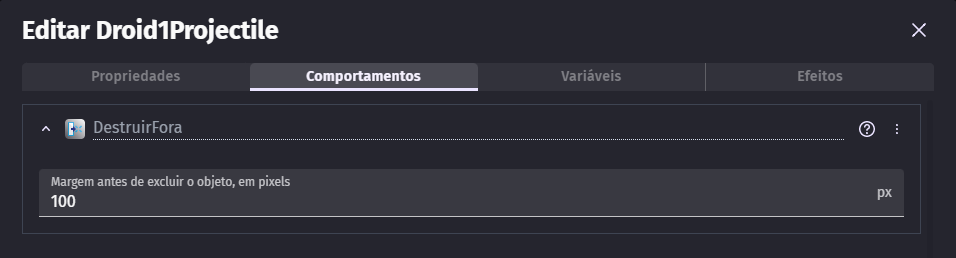 Editar Droid1Projectile
Propriedades
Comportamentos
Variáveis
Efeitos
DestruirFora
Margem antes de excluir o objeto, em pixels
100
px